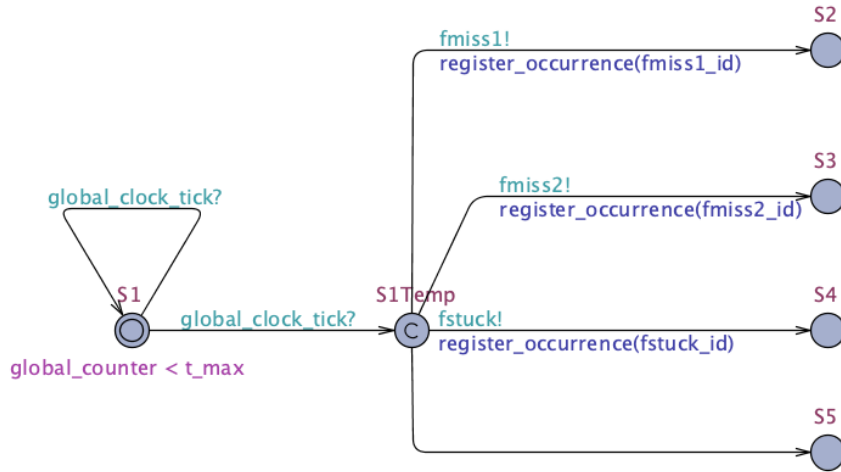 S2
fmiss1!
register_occurrence(fmiss1_id)
S3
fmiss2!
register_occurrence(fmiss2_id)
global_clock_tick?
S1
S1Temp
global_clock_tick?
C
fstuck!
S4
register_occurrence(fstuck_id)
global_counter < t_max
S5